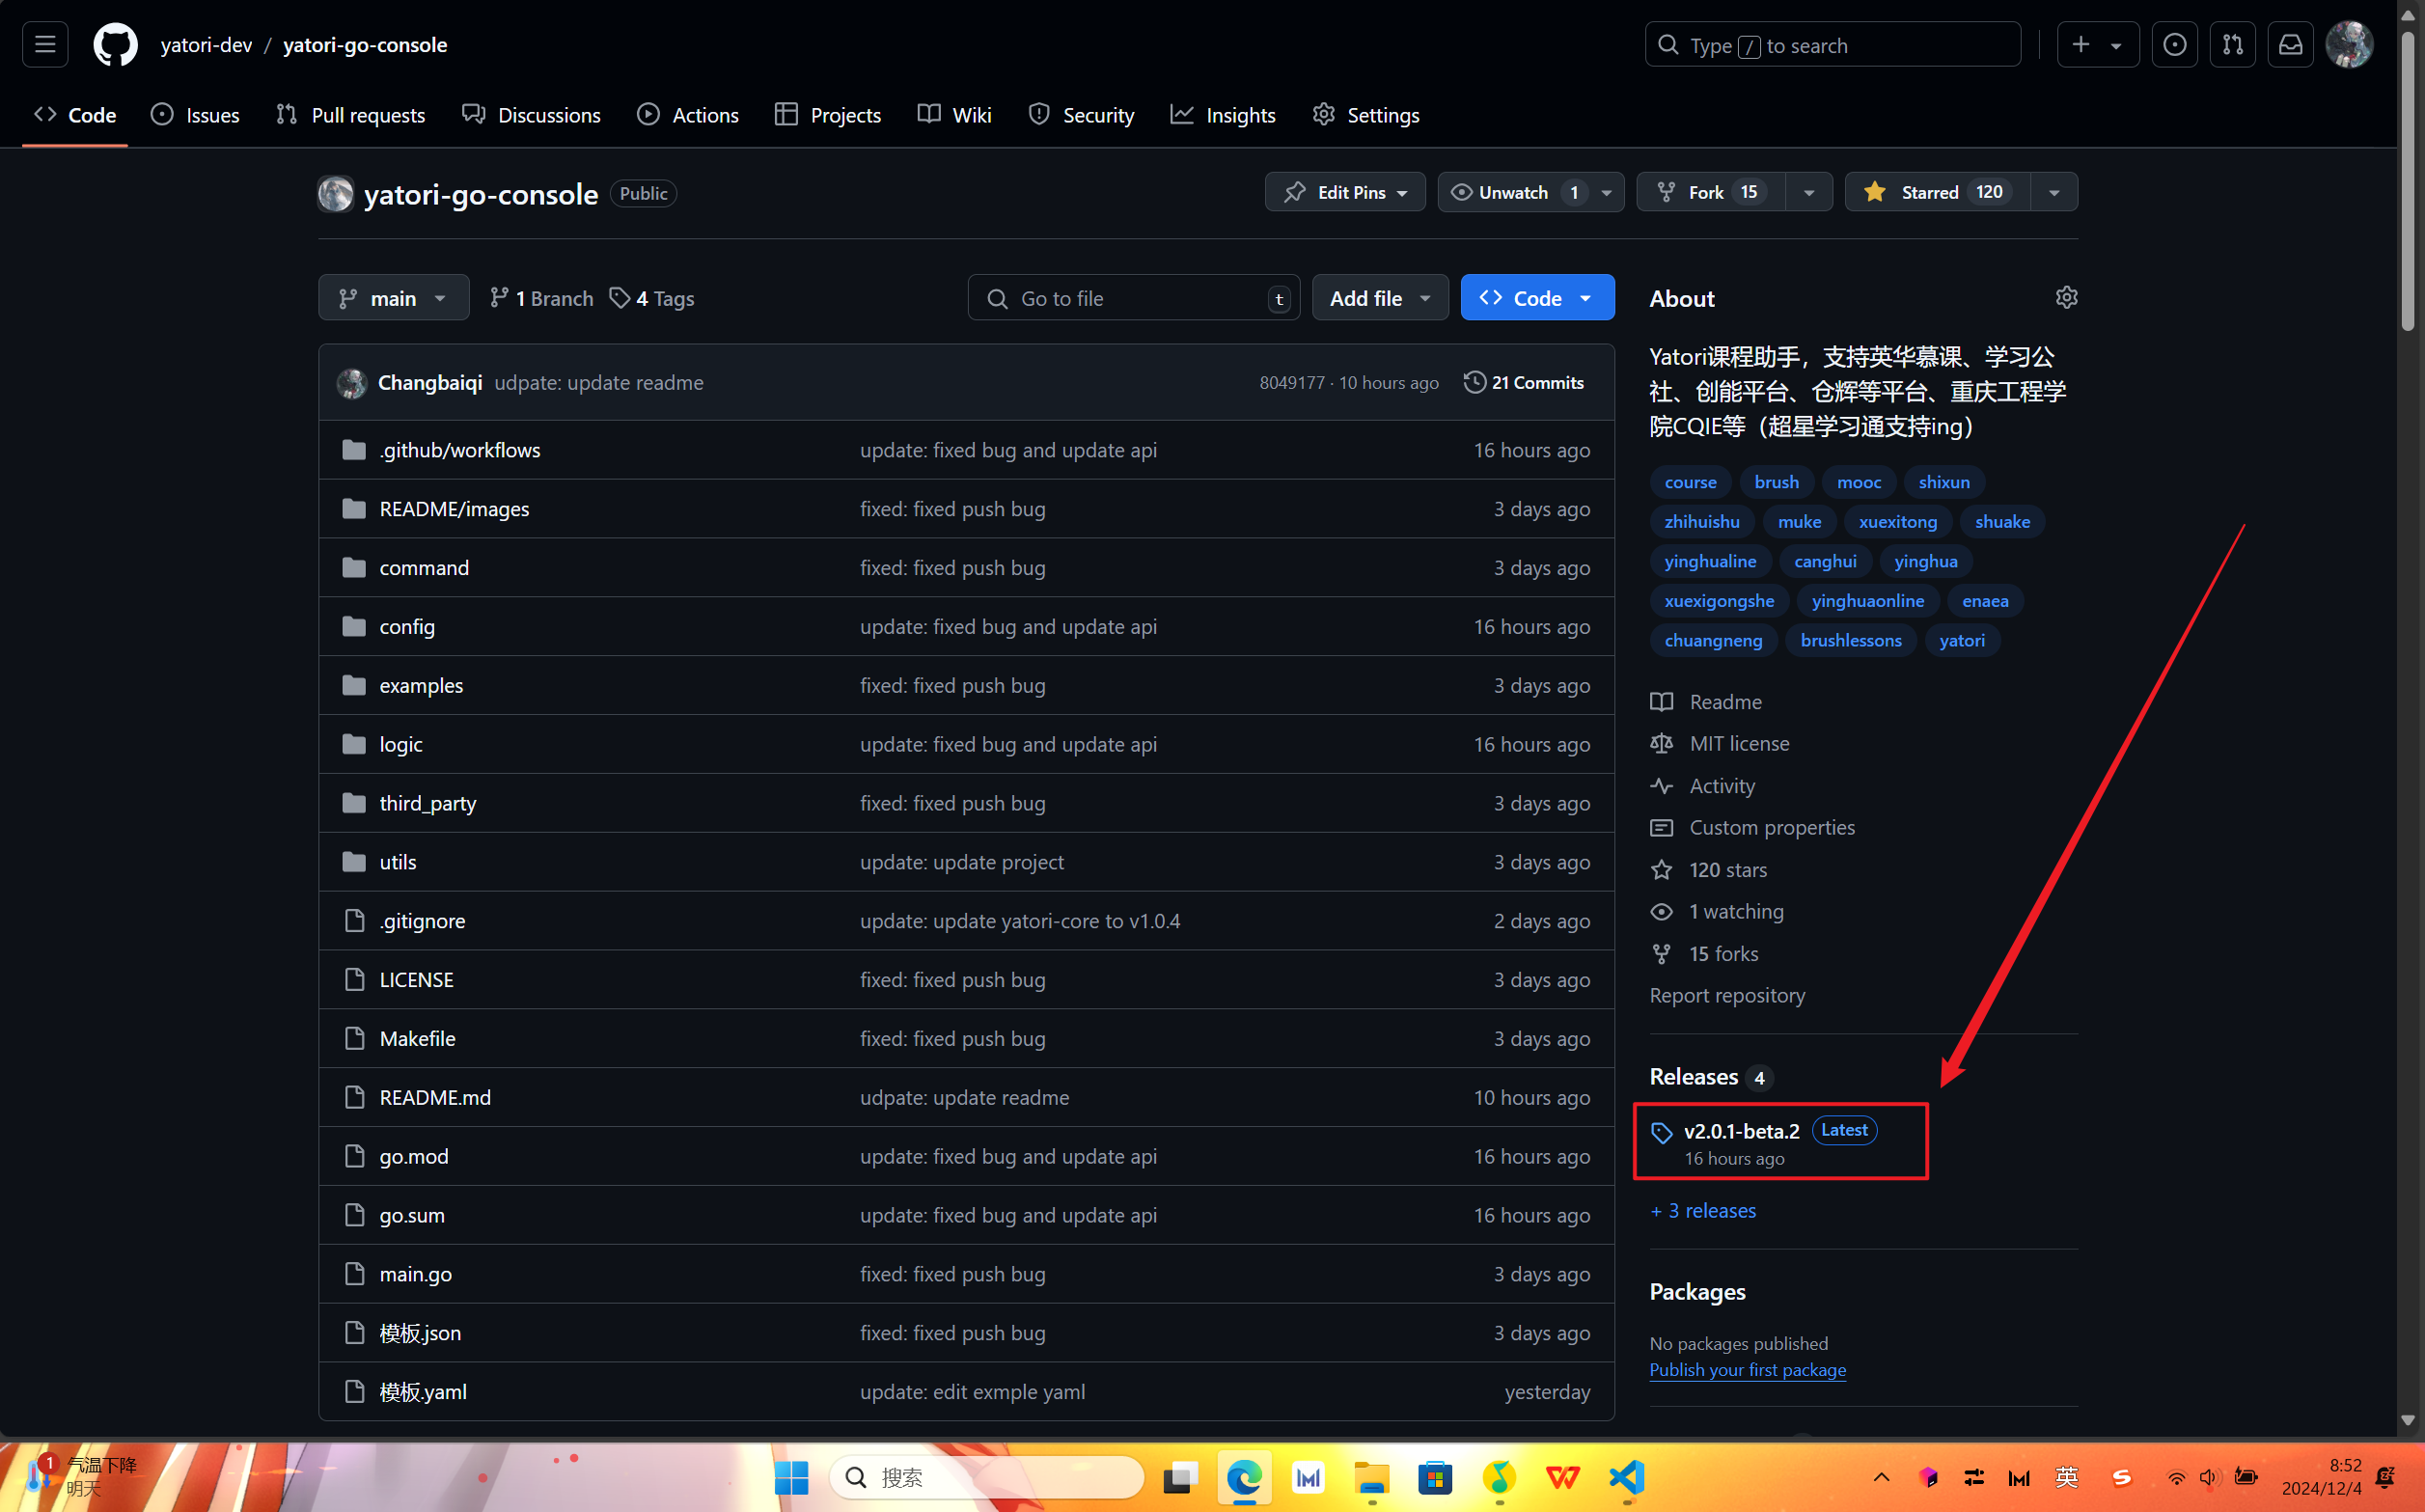 yatori-dev / yatori-go-console
Type / to search
Code
Issues
Pull requests
Discussions
Actions
Projects
Wiki
Security
Insights
Settings
yatori-go-console Public
Edit Pins
Unwatch 1
Fork 15
Starred 120
main
1 Branch
4 Tags
Go to file t
Add file
Code
Changbaiqi udpate: update readme 8049177 · 10 hours ago 21 Commits
.github/workflows update: fixed bug and update api 16 hours ago
README/images fixed: fixed push bug 3 days ago
command fixed: fixed push bug 3 days ago
config update: fixed bug and update api 16 hours ago
examples fixed: fixed push bug 3 days ago
logic update: fixed bug and update api 16 hours ago
third_party fixed: fixed push bug 3 days ago
utils update: update project 3 days ago
.gitignore update: update yatori-core to v1.0.4 2 days ago
LICENSE fixed: fixed push bug 3 days ago
Makefile fixed: fixed push bug 3 days ago
README.md udpate: update readme 10 hours ago
go.mod update: fixed bug and update api 16 hours ago
go.sum update: fixed bug and update api 16 hours ago
main.go fixed: fixed push bug 3 days ago
模板.json fixed: fixed push bug 3 days ago
模板.yaml update: edit exmple yaml yesterday
About
Yatori课程助手，支持英华慕课、学习公
社、创能平台、仓辉等平台、重庆工程学
院CQIE等（超星学习通支持ing）
course brush mooc shixun
zhihuishu muke xuexitong shuake
yinghualine canghui yinghua
xuexigongshe yinghuaonline enaea
chuangneng brushlessons yatori
Readme
MIT license
Activity
Custom properties
120 stars
1 watching
15 forks
Report repository
Releases 4
v2.0.1-beta.2 Latest
16 hours ago
+ 3 releases
Packages
No packages published
Publish your first package
1
气温下降
明天
搜索
英
8:52
2024/12/4